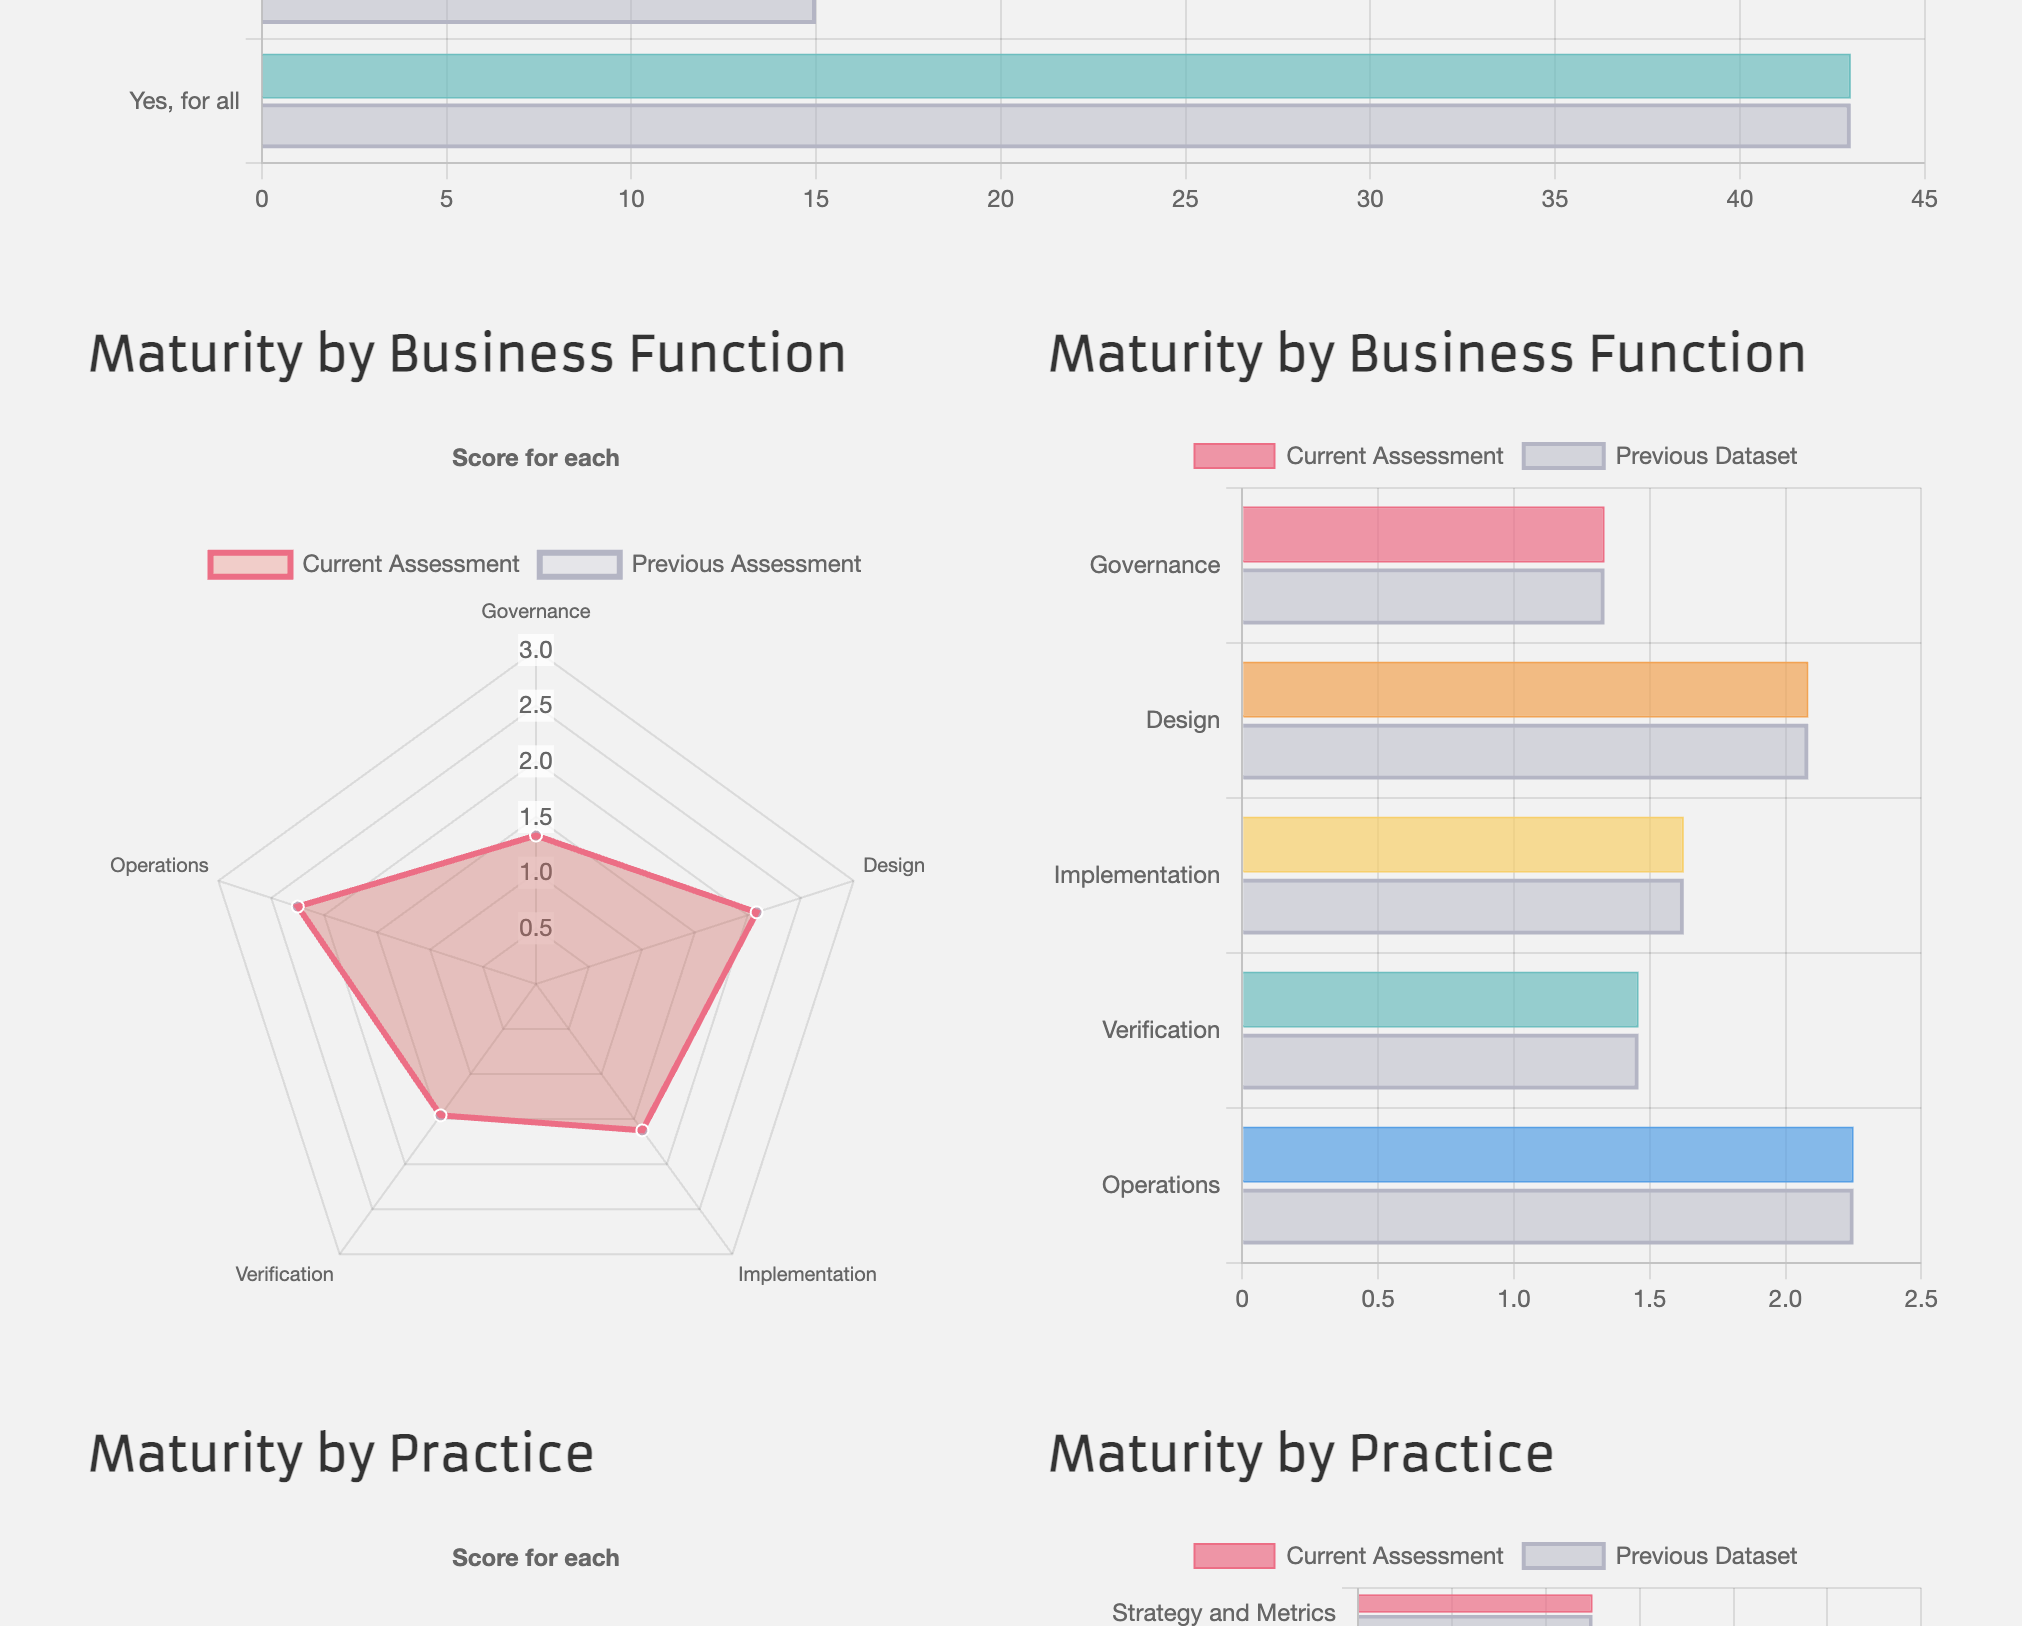 Yes, for all
0 5 10 15 20 25 30 35 40 45
Maturity by Business Function
Score for each
Current Assessment Previous Assessment
Governance
3.0
2.5
2.0
1.5
1.0
0.5
Operations
Design
Verification
Implementation
Maturity by Business Function
Current Assessment Previous Dataset
Governance
Design
Implementation
Verification
Operations
0 0.5 1.0 1.5 2.0 2.5
Maturity by Practice
Score for each
Maturity by Practice
Current Assessment Previous Dataset
Strategy and Metrics